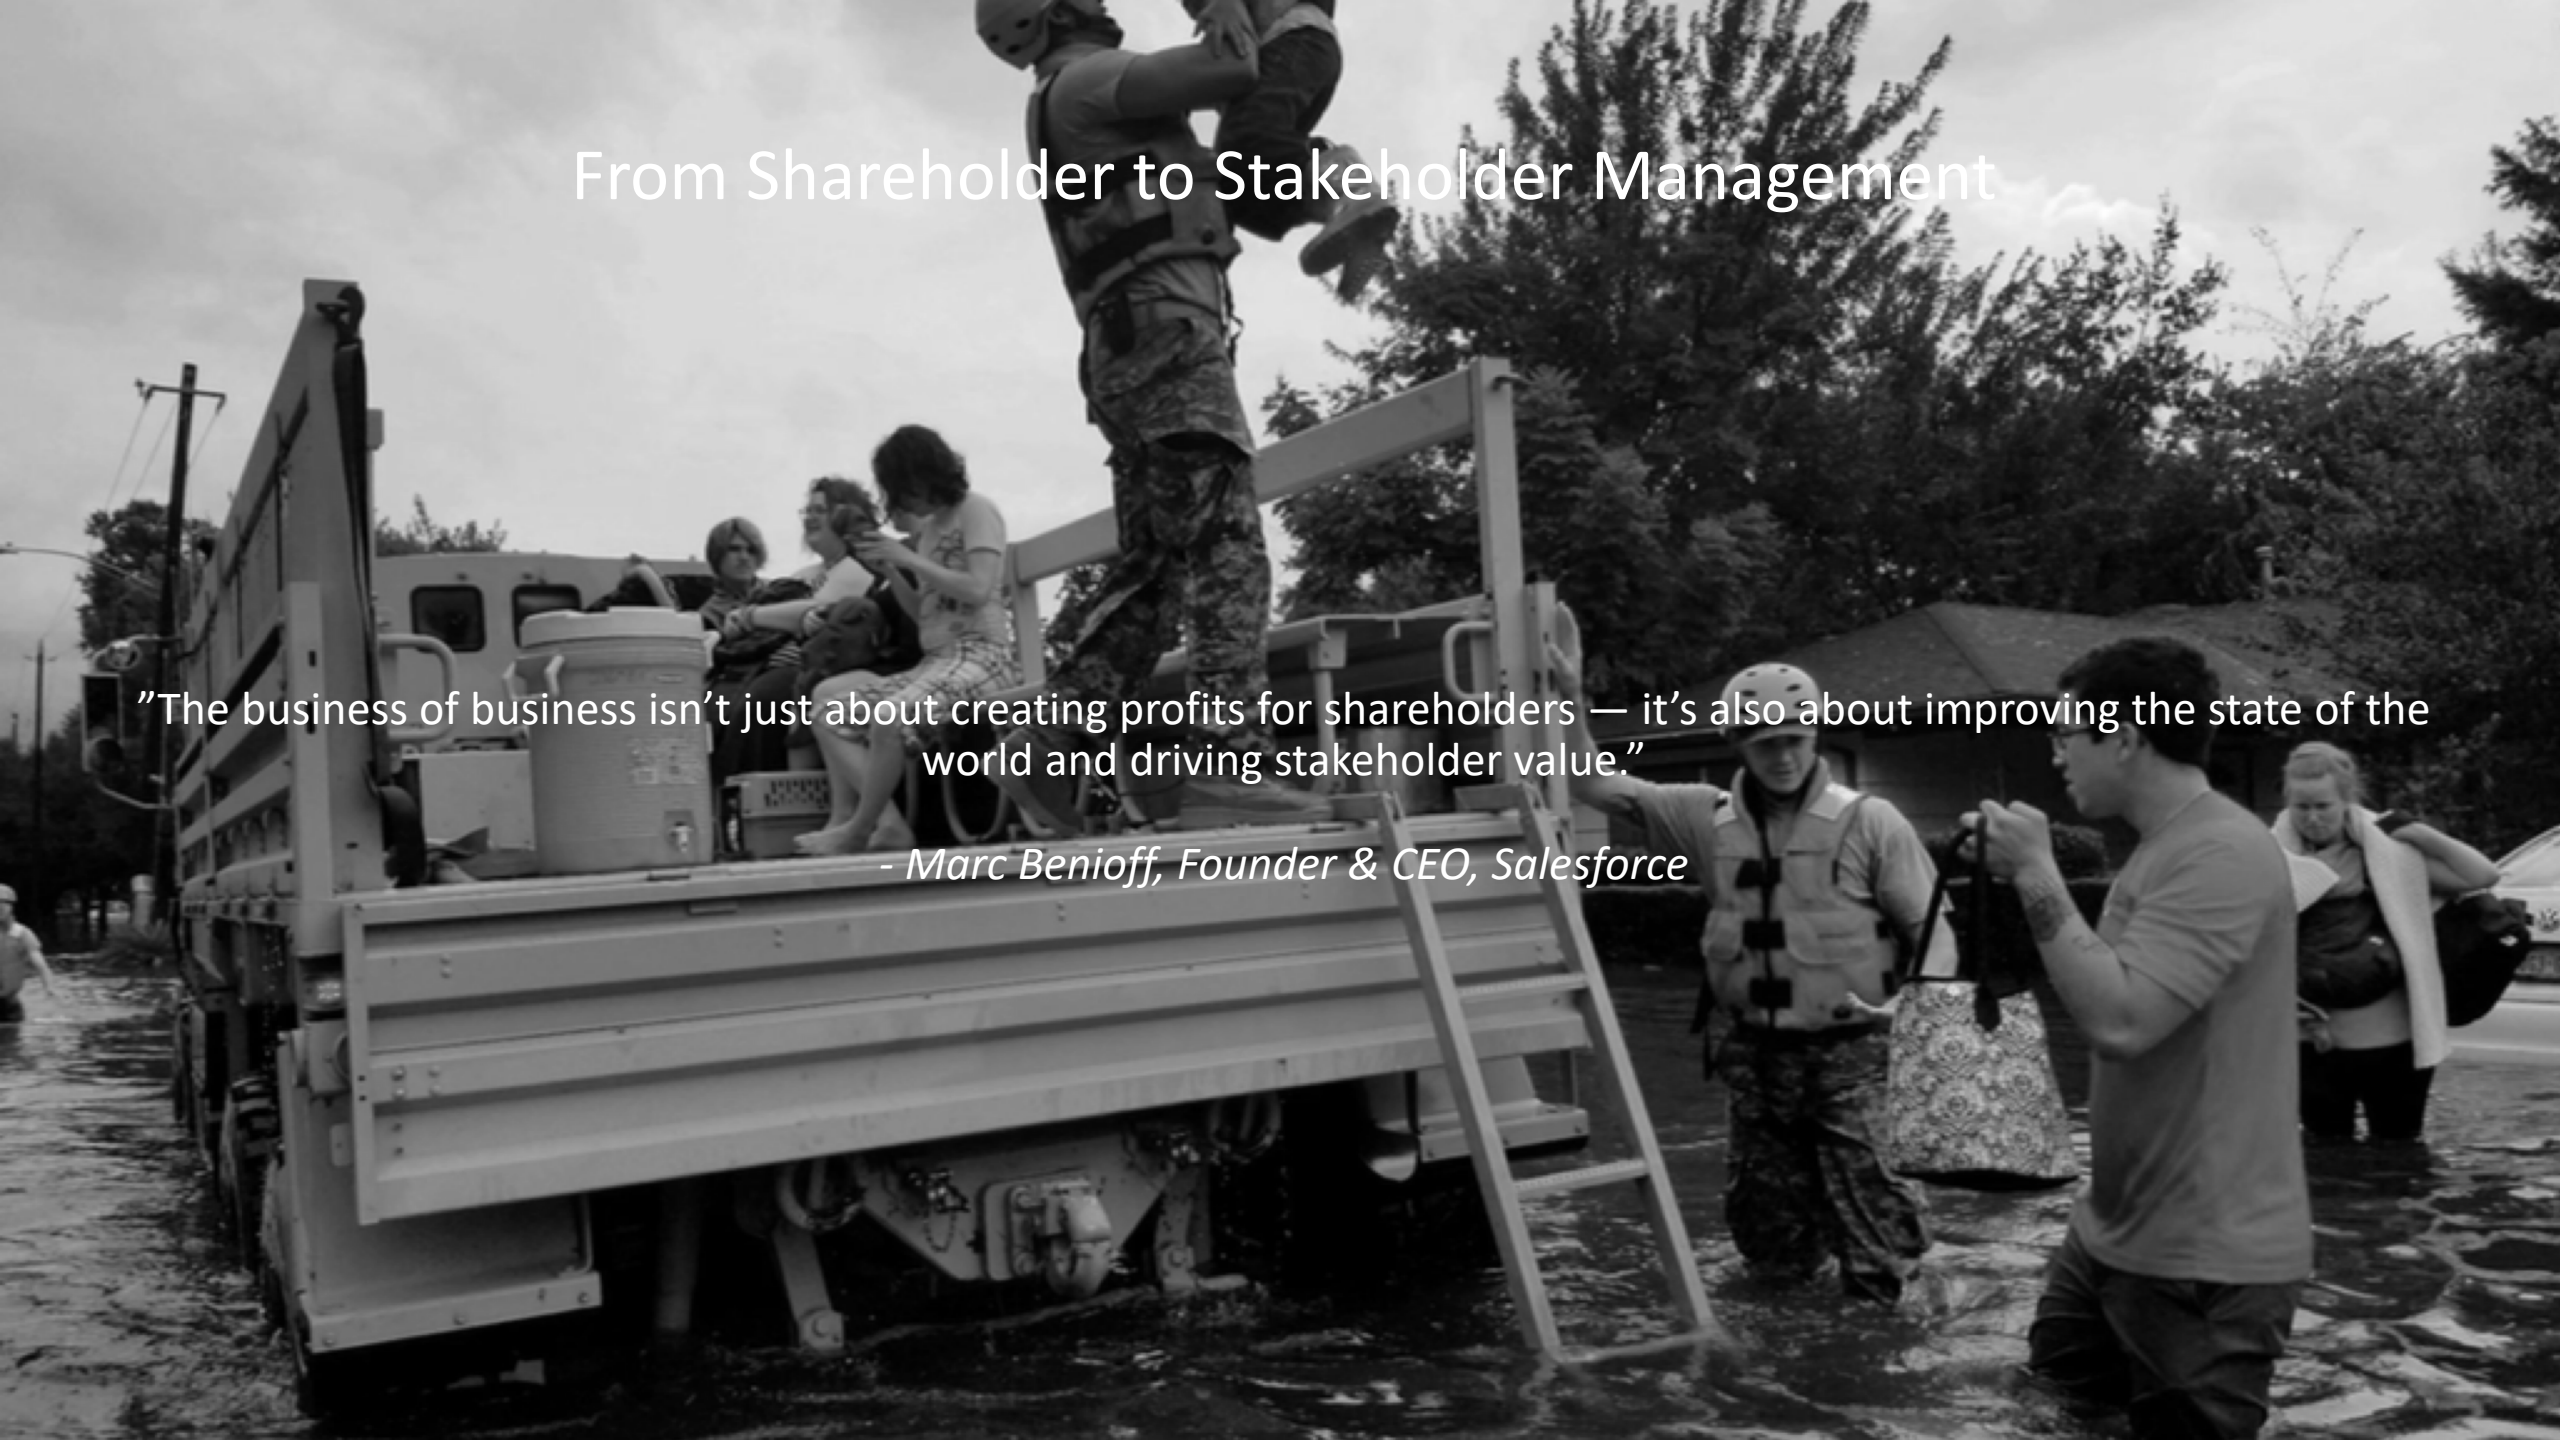 From Shareholder to Stakeholder Management
”The business of business isn’t just about creating profits for shareholders — it’s also about improving the state of the
world and driving stakeholder value.”
- Marc Benioff, Founder & CEO, Salesforce